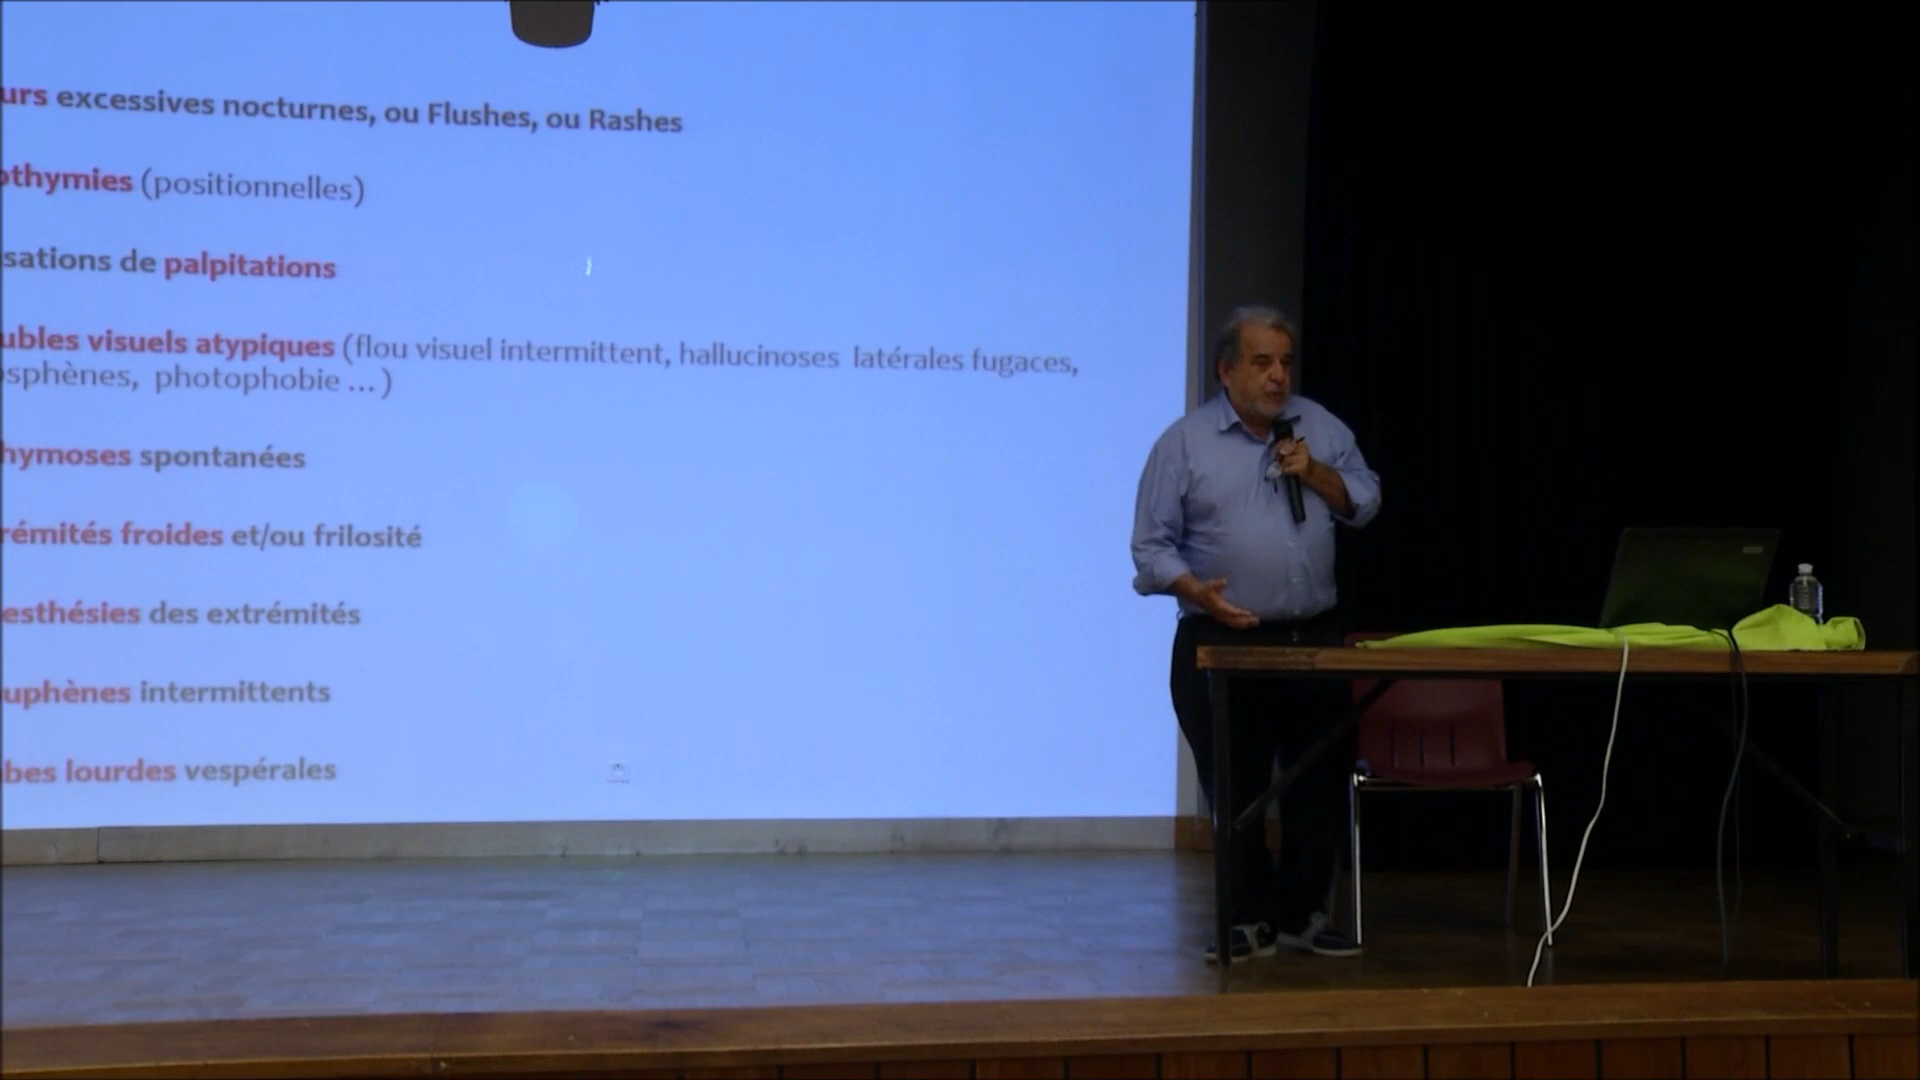 urs excessives nocturnes, ou Flushes, ou Rashes
othymies (positionnelles)
sations de palpitations
ubles visuels atypiques (flou visuel intermittent, hallucinoses latérales fugaces,
osphènes, photophobie ... )
hymoses spontanées
rémités froides et/ou frilosité
esthésies des extrémités
uphènes intermittents
bes lourdes vespérales